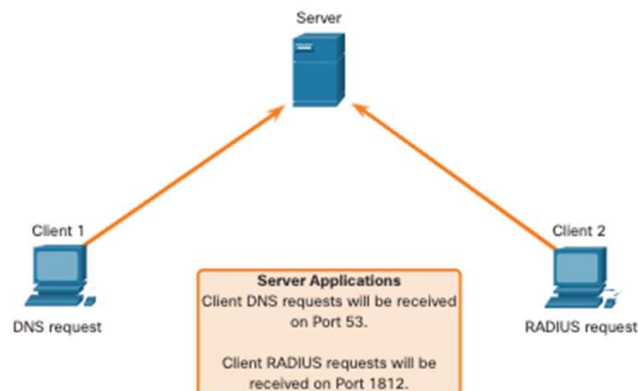 Server
Client 1
Client 2
DNS request
RADIUS request
Server Applications
Client DNS requests will be received
on Port 53.
Client RADIUS requests will be
received on Port 1812.